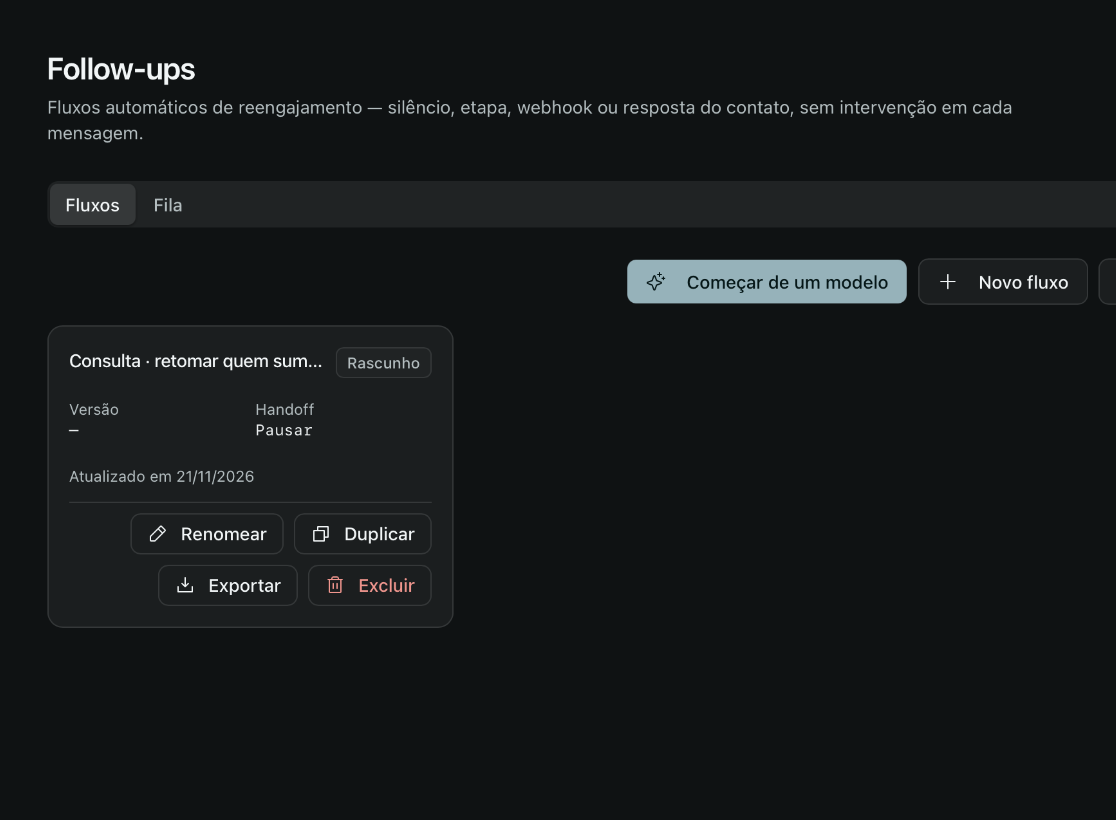 Follow-ups
Fluxos automáticos de reengajamento — silêncio, etapa, webhook ou resposta do contato, sem intervenção em cada
mensagem.
Fluxos
Fila
Começar de um modelo
Novo fluxo
Consulta · retomar quem sum...
Rascunho
Versão
Handoff
—
Pausar
Atualizado em 21/11/2026
Renomear
Duplicar
Exportar
Excluir